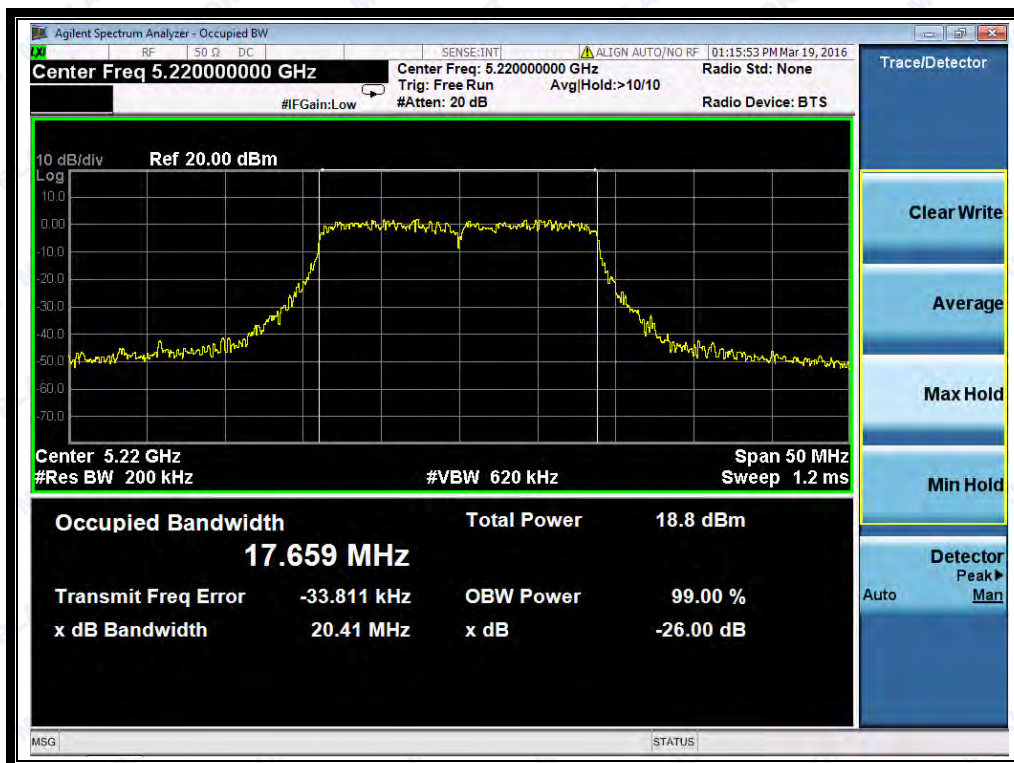 Agilent Spectrum Analyzer - Occupied BW
LXI RF 50 Ω DC SENSE:INT ALIGN AUTO/NO RF 01:15:53 PM Mar 19, 2016
Center Freq 5.220000000 GHz
Center Freq: 5.220000000 GHz
Radio Std: None
Trig: Free Run
Avg|Hold:>10/10
#IFGain:Low
#Atten: 20 dB
Radio Device: BTS
10 dB/div
Ref 20.00 dBm
Log
10.0
0.00
-10.0
-20.0
-30.0
-40.0
-50.0
-60.0
-70.0
Center 5.22 GHz
Span 50 MHz
#Res BW 200 kHz
#VBW 620 kHz
Sweep 1.2 ms
Occupied Bandwidth
Total Power 18.8 dBm
17.659 MHz
Transmit Freq Error -33.811 kHz
OBW Power 99.00 %
x dB Bandwidth 20.41 MHz
x dB -26.00 dB
MSG
STATUS
Trace/Detector
Clear Write
Average
Max Hold
Min Hold
Detector
Peak▶
Auto Man